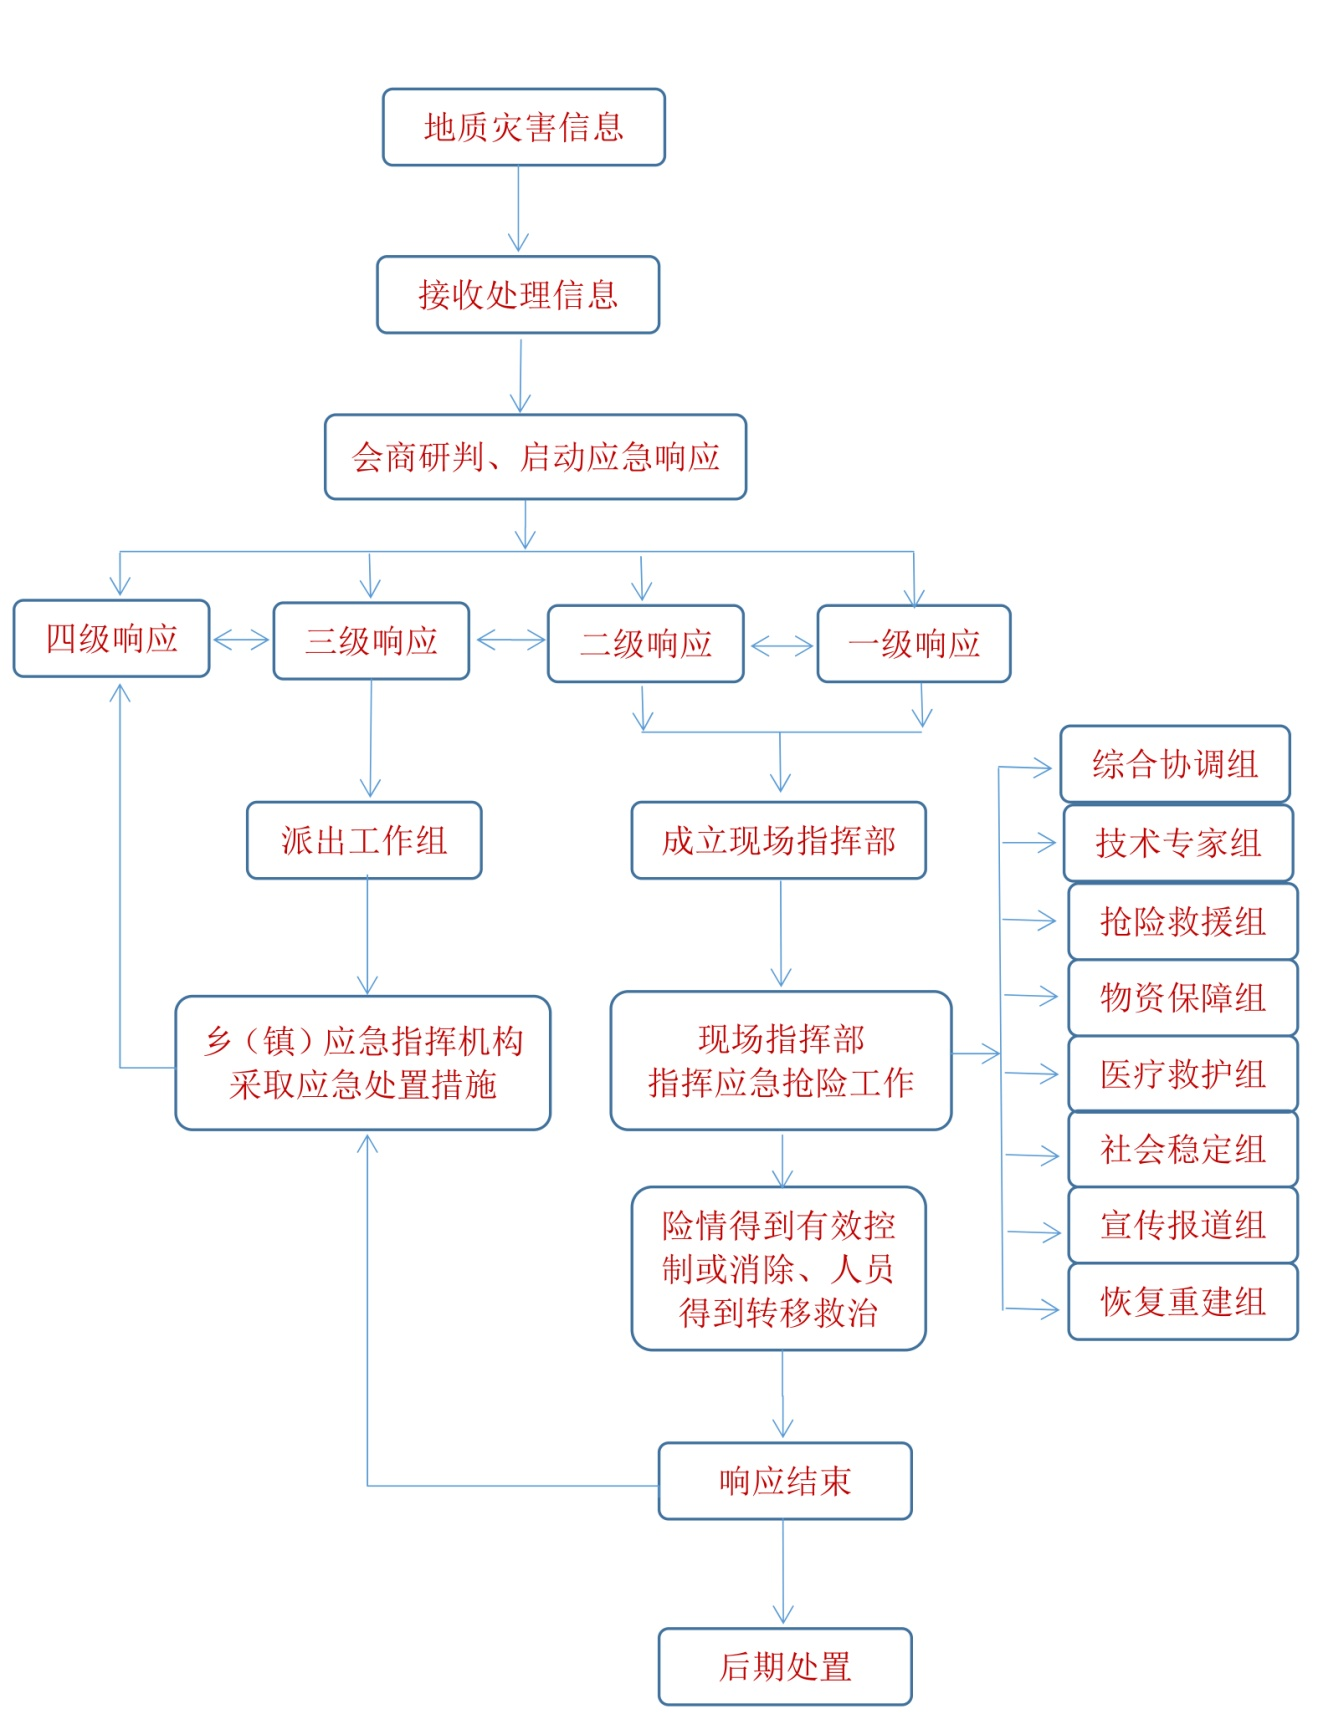 地质灾害信息
接收处理信息
会商研判、启动应急响应
四级响应
三级响应
二级响应
一级响应
派出工作组
成立现场指挥部
乡（镇）应急指挥机构
采取应急处置措施
现场指挥部
指挥应急抢险工作
综合协调组
技术专家组
抢险救援组
物资保障组
医疗救护组
社会稳定组
宣传报道组
恢复重建组
险情得到有效控
制或消除、人员
得到转移救治
响应结束
后期处置